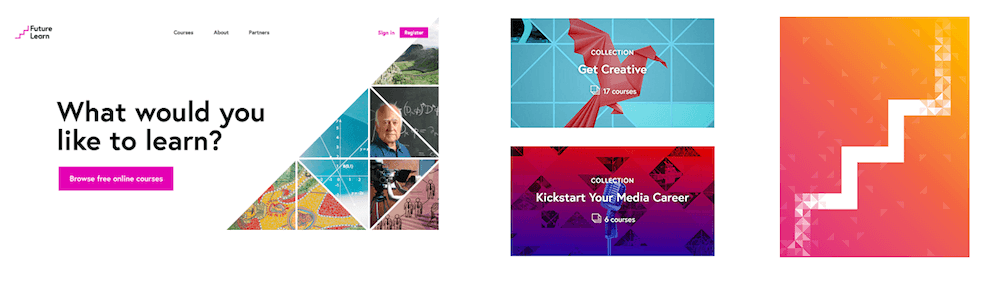 Future
Learn
Courses
About
Partners
Sign in
Register
What would you
like to learn?
Browse free online courses
COLLECTION
Get Creative
17 courses
COLLECTION
Kickstart Your Media Career
6 courses